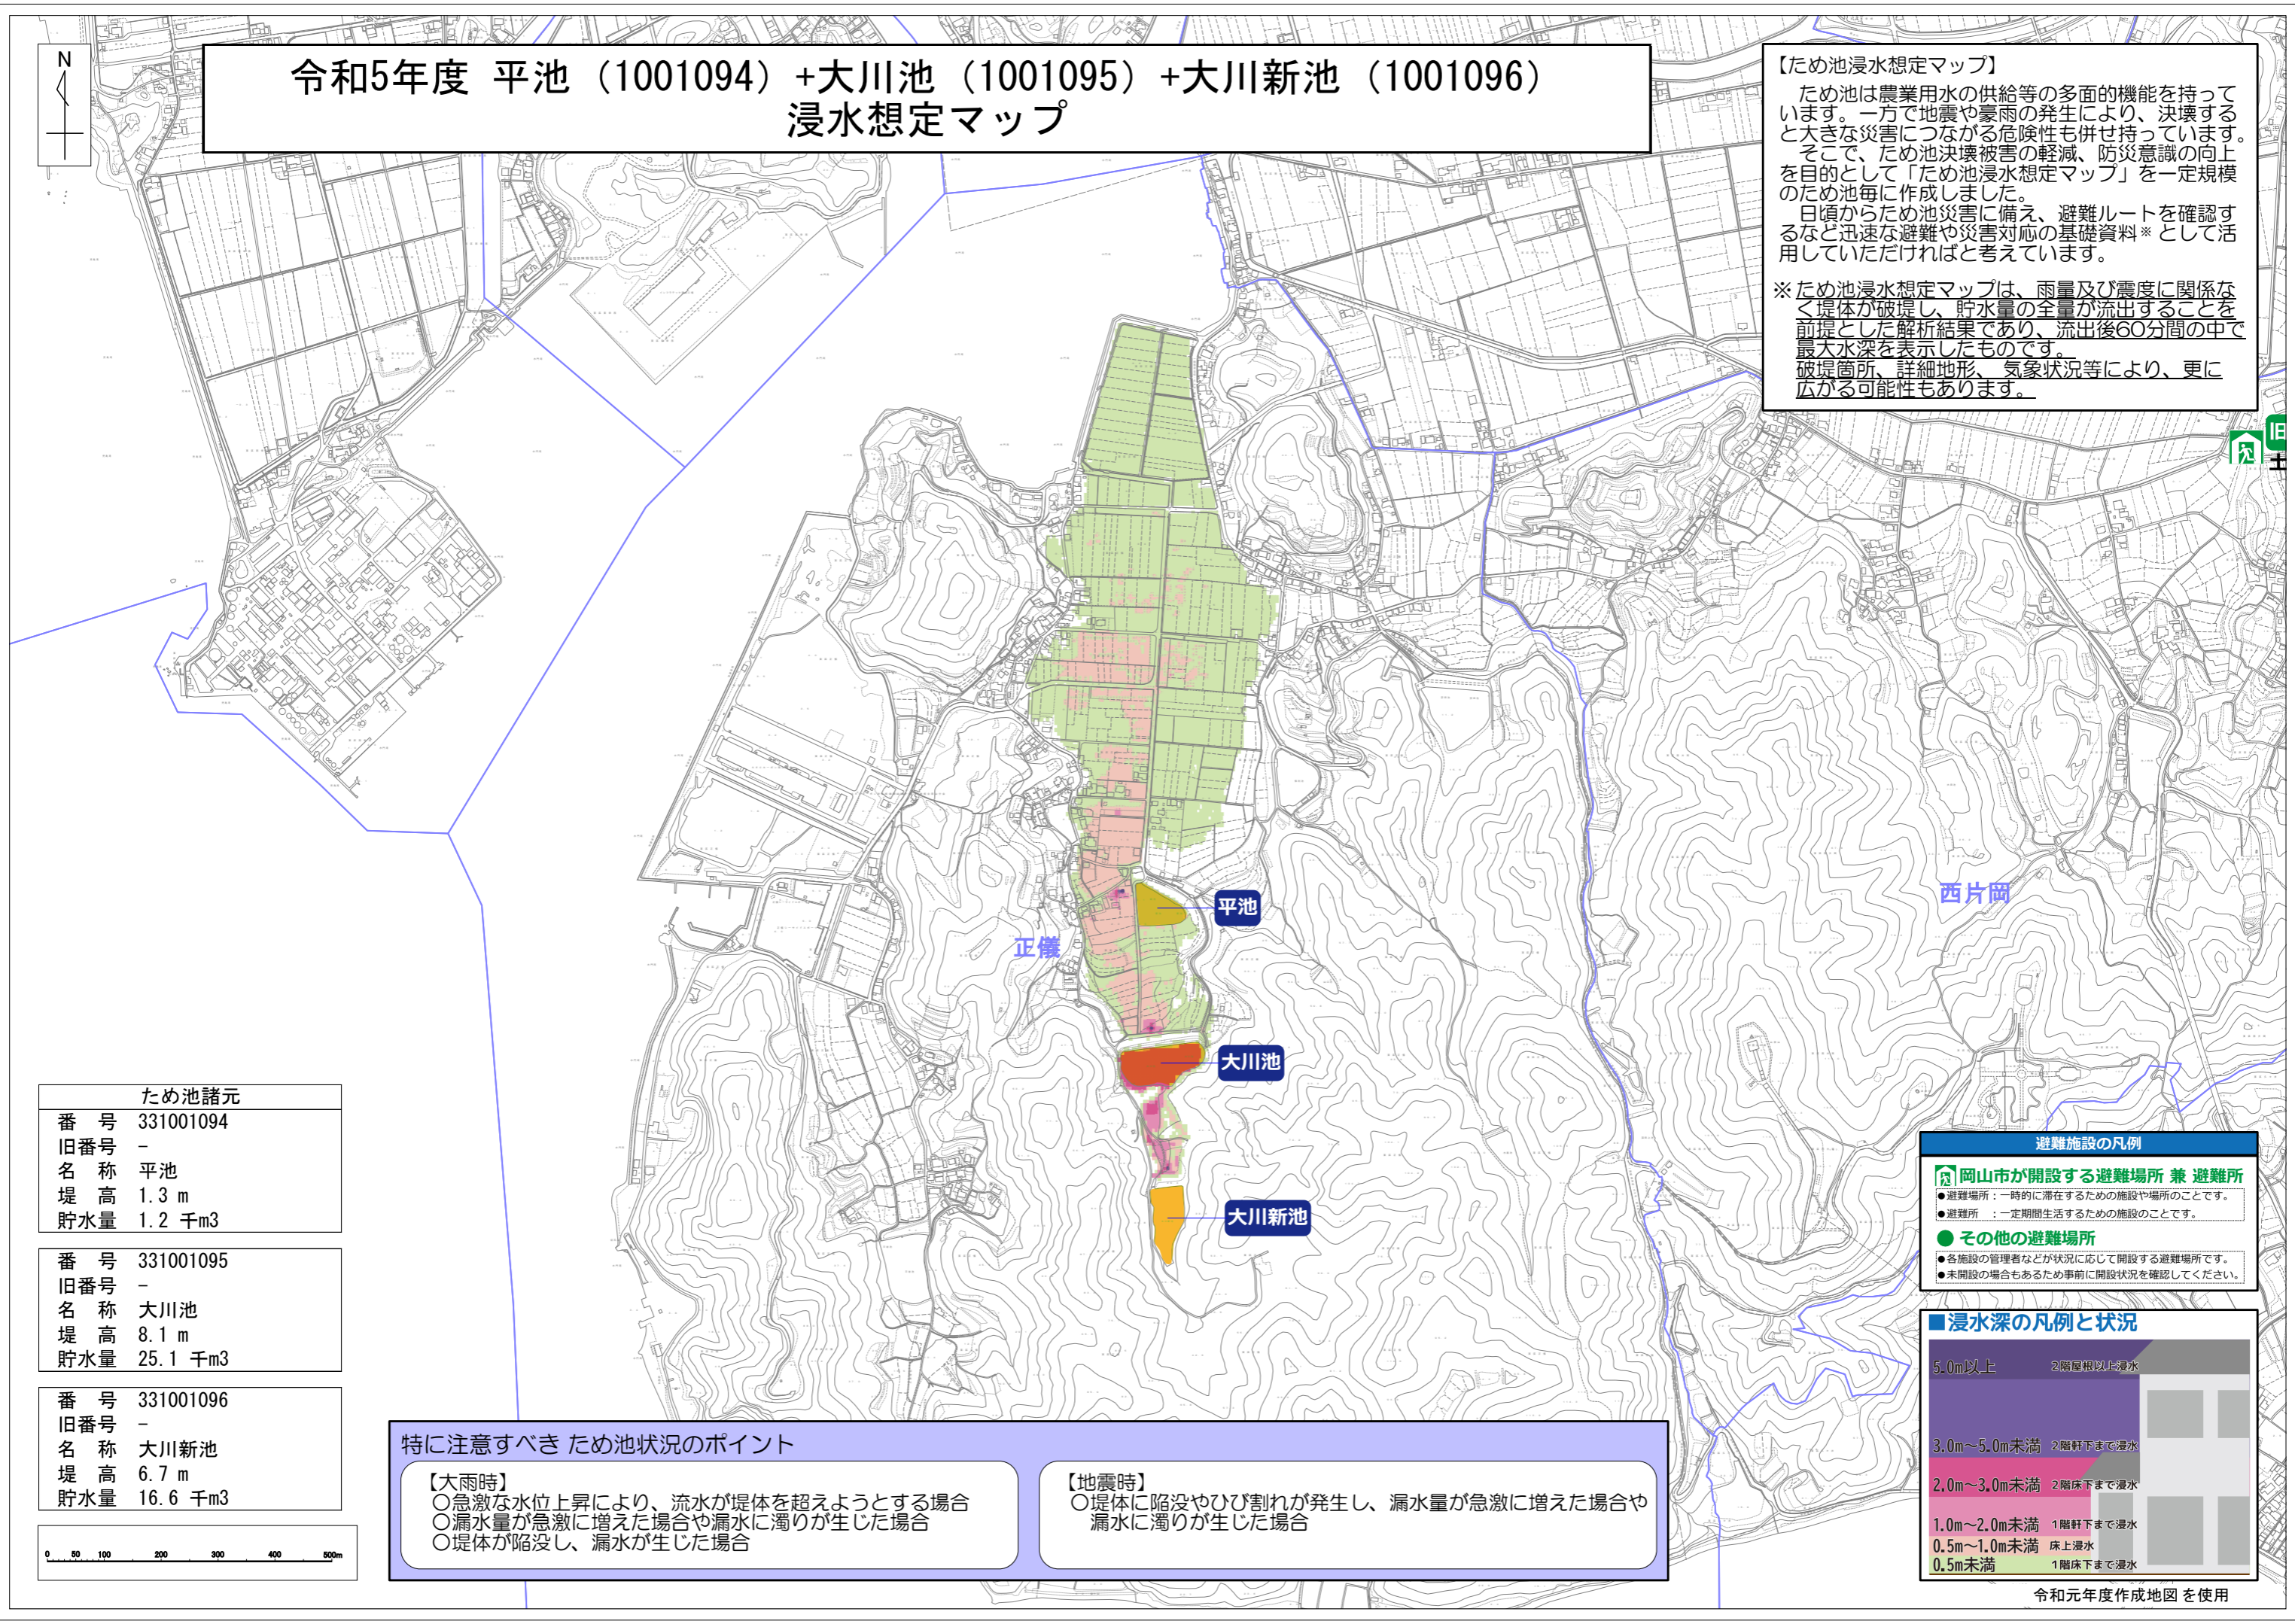 N
令和5年度 平池（1001094）+大川池（1001095）+大川新池（1001096）
浸水想定マップ
【ため池浸水想定マップ】
ため池は農業用水の供給等の多面的機能を持って
います。一方で地震や豪雨の発生により、決壊する
と大きな災害につながる危険性も併せ持っています。
そこで、ため池決壊被害の軽減、防災意識の向上
を目的として「ため池浸水想定マップ」を一定規模
のため池毎に作成しました。
日頃からため池災害に備え、避難ルートを確認す
るなど迅速な避難や災害対応の基礎資料※として活
用していただければと考えています。
※ため池浸水想定マップは、雨量及び震度に関係な
く堤体が破堤し、貯水量の全量が流出することを
前提とした解析結果であり、流出後60分間の中で
最大水深を表示したものです。
破堤箇所、詳細地形、気象状況等により、更に
広がる可能性もあります。
旧
土
平池
西片岡
正儀
大川池
大川新池
ため池諸元
番 号 331001094
旧番号 -
名 称 平池
堤 高 1.3 m
貯水量 1.2 千m3
番 号 331001095
旧番号 -
名 称 大川池
堤 高 8.1 m
貯水量 25.1 千m3
番 号 331001096
旧番号 -
名 称 大川新池
堤 高 6.7 m
貯水量 16.6 千m3
0 50 100 200 300 400 500m
特に注意すべき ため池状況のポイント
【大雨時】
○急激な水位上昇により、流水が堤体を超えようとする場合
○漏水量が急激に増えた場合や漏水に濁りが生じた場合
○堤体が陥没し、漏水が生じた場合
【地震時】
○堤体に陥没やひび割れが発生し、漏水量が急激に増えた場合や
漏水に濁りが生じた場合
避難施設の凡例
岡山市が開設する避難場所 兼 避難所
●避難場所：一時的に滞在するための施設や場所のことです。
●避難所 ：一定期間生活するための施設のことです。
● その他の避難場所
●各施設の管理者などが状況に応じて開設する避難場所です。
●未開設の場合もあるため事前に開設状況を確認してください。
■浸水深の凡例と状況
5.0m以上 2階屋根以上浸水
3.0m～5.0m未満 2階軒下まで浸水
2.0m～3.0m未満 2階床下まで浸水
1.0m～2.0m未満 1階軒下まで浸水
0.5m～1.0m未満 床上浸水
0.5m未満 1階床下まで浸水
令和元年度作成地図を使用